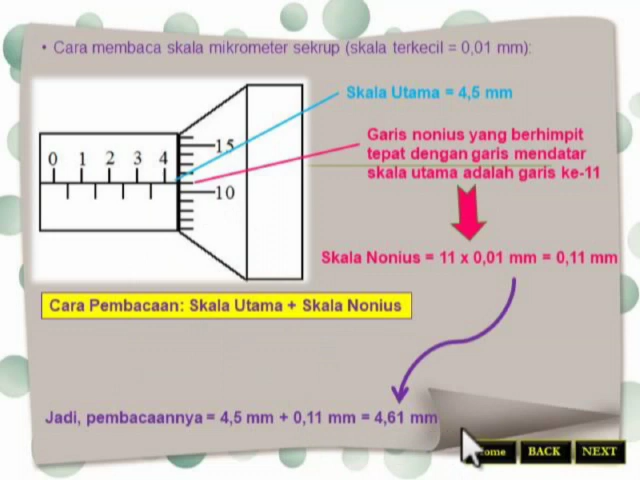 • Cara membaca skala mikrometer sekrup (skala terkecil = 0,01 mm):
Skala Utama = 4,5 mm
Garis nonius yang berhimpit
tepat dengan garis mendatar
skala utama adalah garis ke-11
0 1 2 3 4
15
10
Skala Nonius = 11 x 0,01 mm = 0,11 mm
Cara Pembacaan: Skala Utama + Skala Nonius
Jadi, pembacaannya = 4,5 mm + 0,11 mm = 4,61 mm
BACK
NEXT